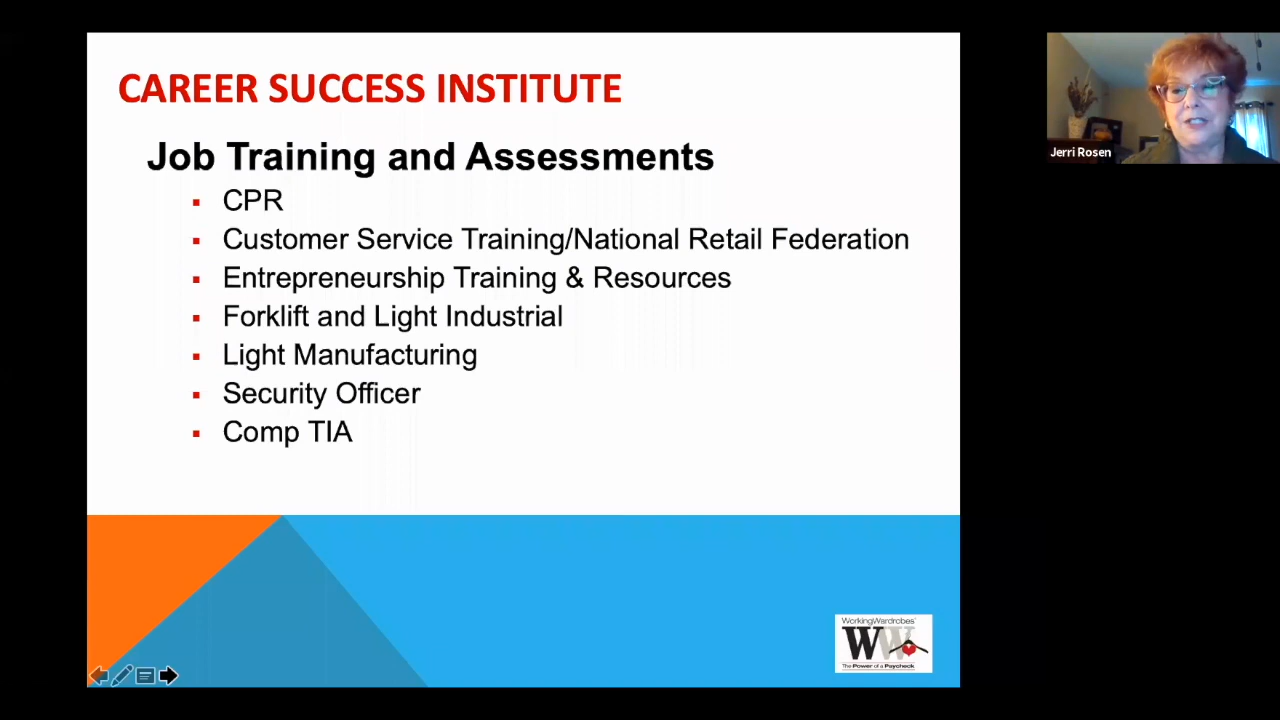 CAREER SUCCESS INSTITUTE
Job Training and Assessments
CPR
Customer Service Training/National Retail Federation
Entrepreneurship Training & Resources
Forklift and Light Industrial
Light Manufacturing
Security Officer
Comp TIA
Jerri Rosen
WorkingWardrobes
WW
The Power of a Paycheck